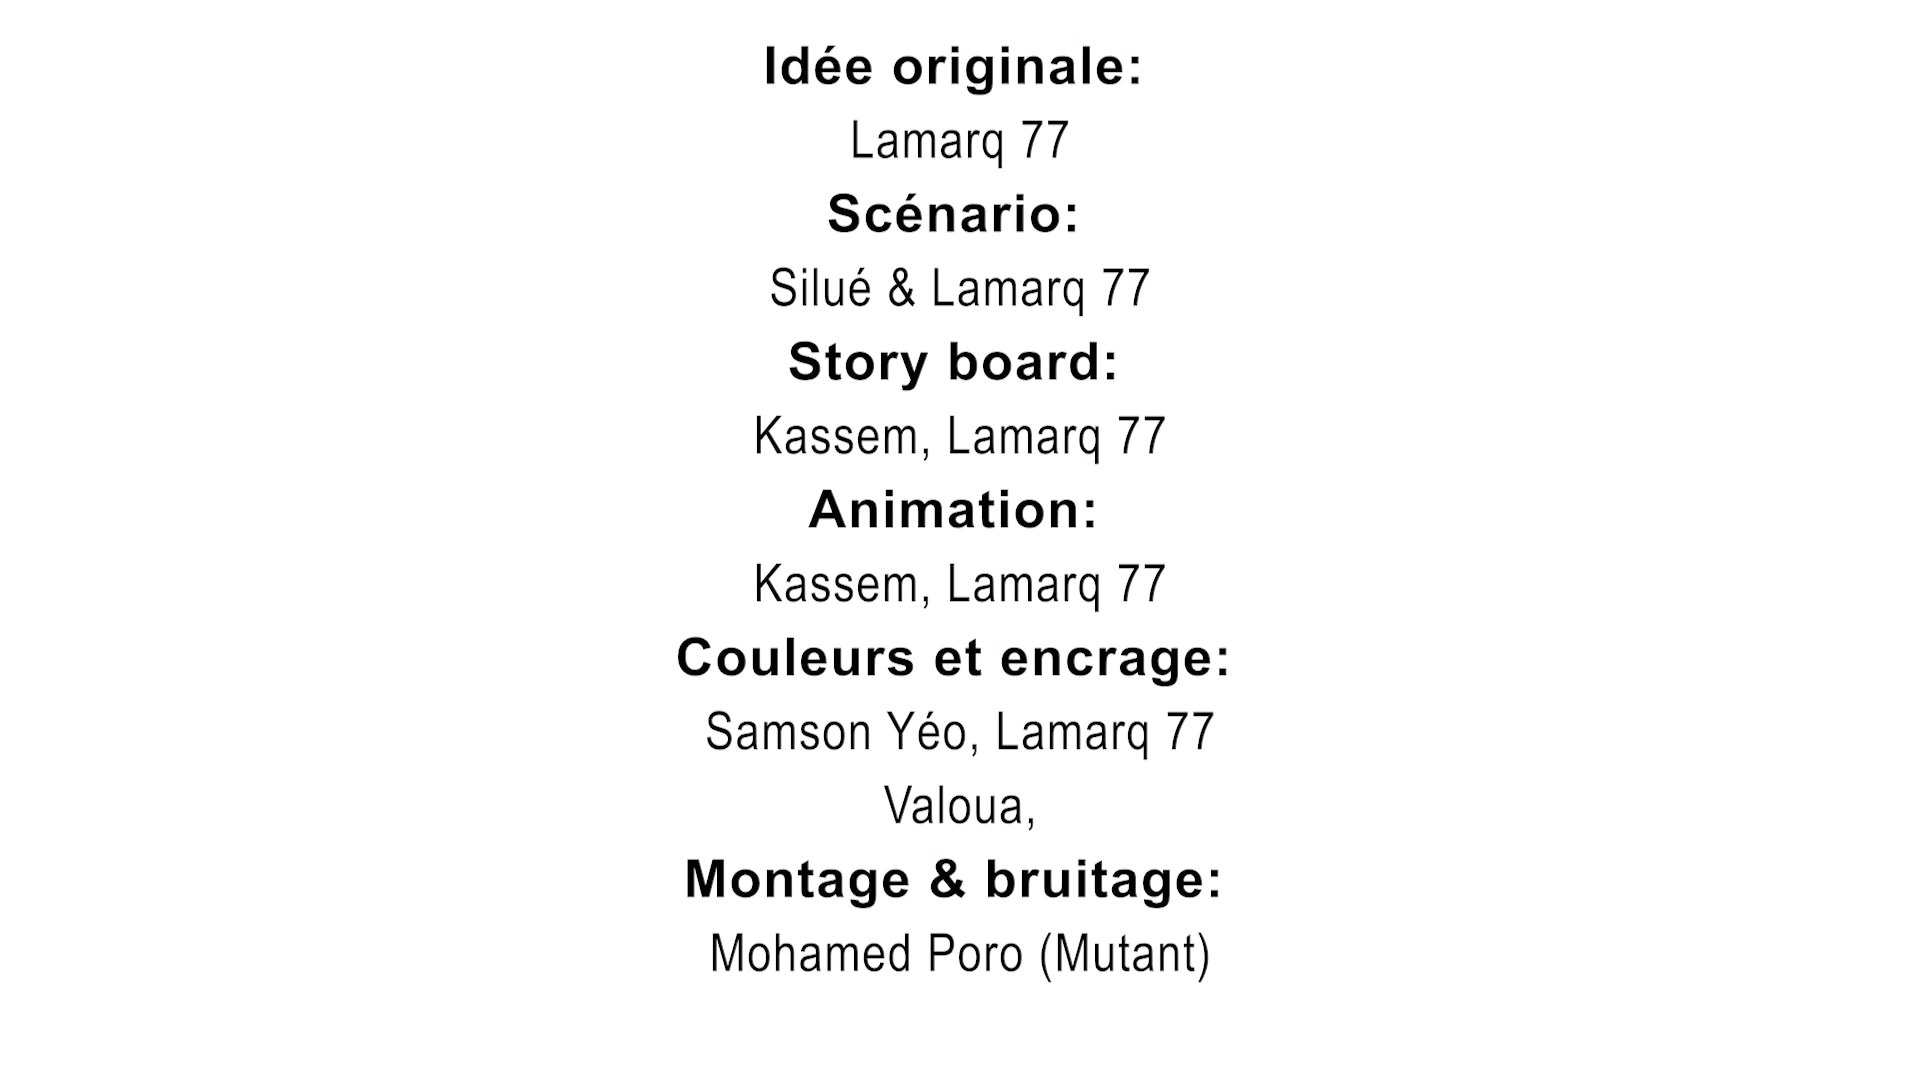 Idée originale:
Lamarq 77
Scénario:
Silué & Lamarq 77
Story board:
Kassem, Lamarq 77
Animation:
Kassem, Lamarq 77
Couleurs et encrage:
Samson Yéo, Lamarq 77
Valoua,
Montage & bruitage:
Mohamed Poro (Mutant)